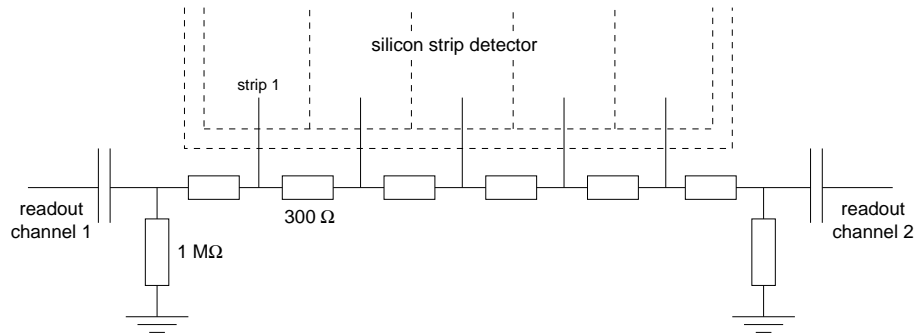 silicon strip detector
strip 1
readout
channel 1
300 Ω
1 MΩ
readout
channel 2